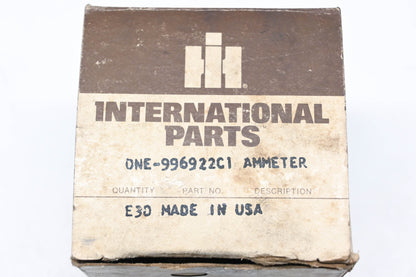 INTERNATIONAL
PARTS
ONE-996922C1 AMMETER
QUANTITY PART NO. DESCRIPTION
E30 MADE IN USA